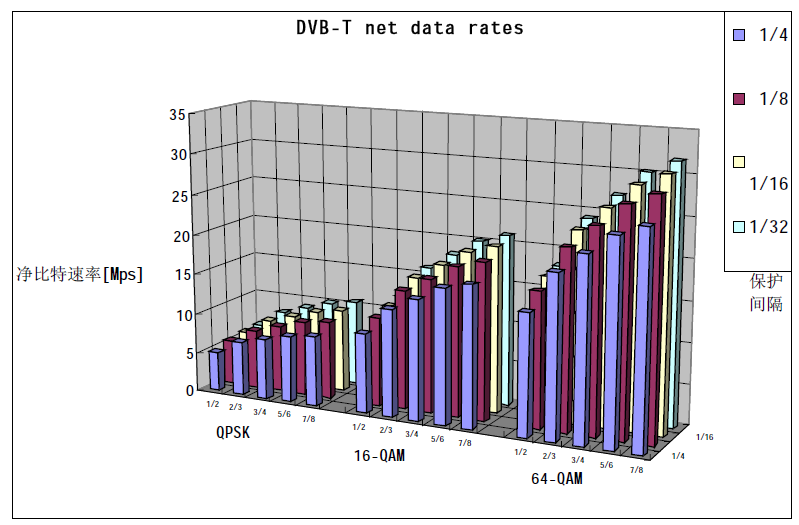 DVB-T net data rates
1/4
1/8
1/16
1/32
保护
间隔
净比特速率[Mps]
35
30
25
20
15
10
5
0
1/2 2/3 3/4 5/6 7/8
QPSK
1/2 2/3 3/4 5/6 7/8
16-QAM
1/2 2/3 3/4 5/6 7/8
64-QAM
1/4
1/16